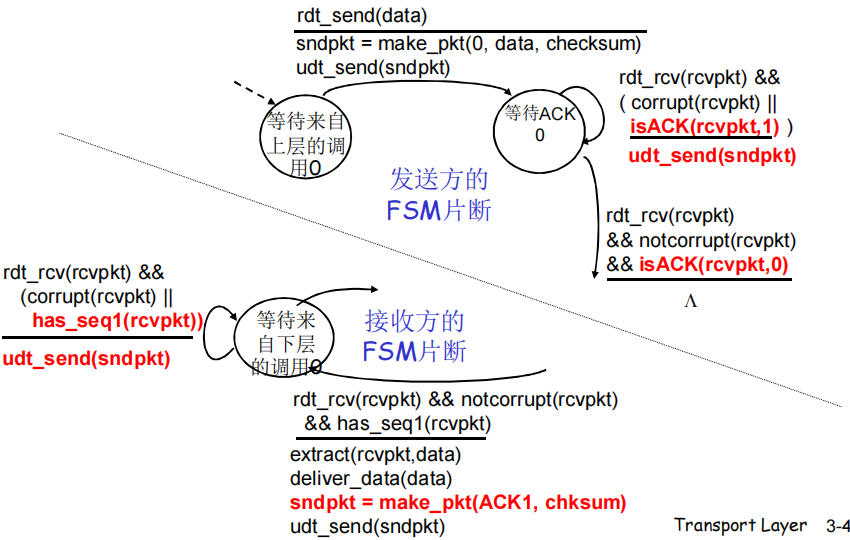 rdt_send(data)
sndpkt = make_pkt(0, data, checksum)
udt_send(sndpkt)
等待来自
上层的调
用0
等待ACK
0
rdt_rcv(rcvpkt) &&
( corrupt(rcvpkt) ||
isACK(rcvpkt,1) )
udt_send(sndpkt)
发送方的
FSM片断
rdt_rcv(rcvpkt)
&& notcorrupt(rcvpkt)
&& isACK(rcvpkt,0)
Λ
rdt_rcv(rcvpkt) &&
(corrupt(rcvpkt) ||
has_seq1(rcvpkt))
udt_send(sndpkt)
等待来
自下层
的调用0
接收方的
FSM片断
rdt_rcv(rcvpkt) && notcorrupt(rcvpkt)
&& has_seq1(rcvpkt)
extract(rcvpkt,data)
deliver_data(data)
sndpkt = make_pkt(ACK1, chksum)
udt_send(sndpkt)
Transport Layer 3-4